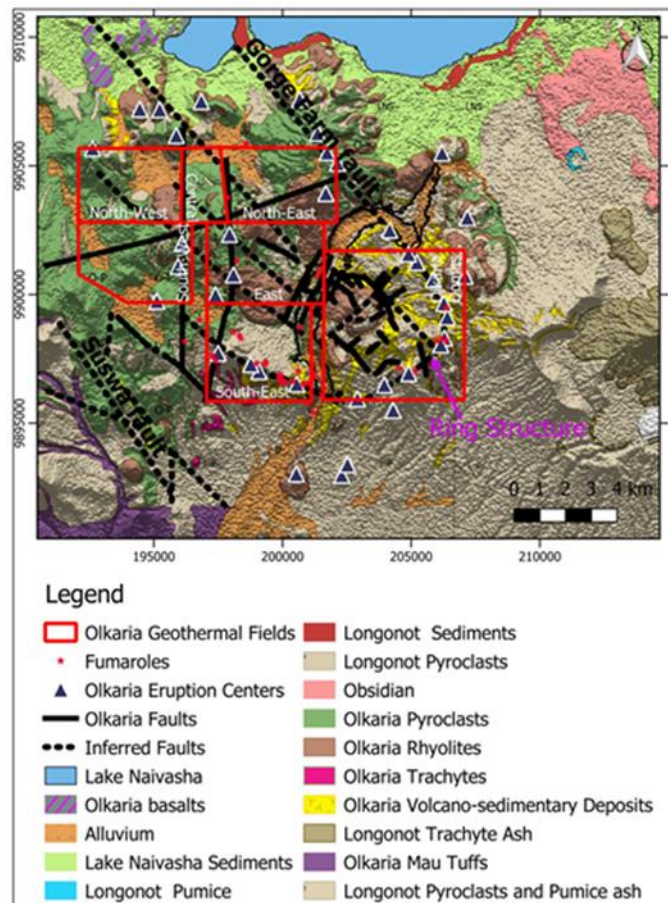 9910000
9905000
9900000
9895000
195000
200000
205000
210000
Gorge Farm Fault
North-West
North-East
East
South-East
Suswa fault
Ring Structure
0 1 2 3 4 km
Legend
Olkaria Geothermal Fields
Fumaroles
Olkaria Eruption Centers
Olkaria Faults
Inferred Faults
Lake Naivasha
Olkaria basalts
Alluvium
Lake Naivasha Sediments
Longonot Pumice
Longonot Sediments
Longonot Pyroclasts
Obsidian
Olkaria Pyroclasts
Olkaria Rhyolites
Olkaria Trachytes
Olkaria Volcano-sedimentary Deposits
Longonot Trachyte Ash
Olkaria Mau Tuffs
Longonot Pyroclasts and Pumice ash